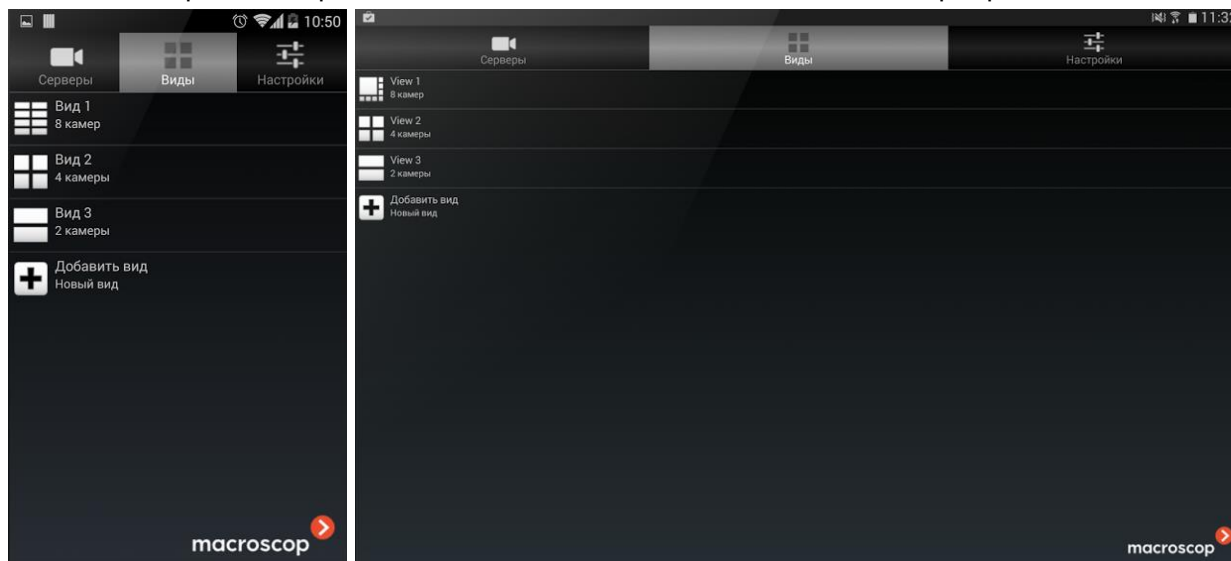 10:50
Серверы
Виды
Настройки
Вид 1
8 камер
Вид 2
4 камеры
Вид 3
2 камеры
Добавить вид
Новый вид
macroscop
Серверы
Виды
Настройки
View 1
8 камер
View 2
4 камеры
View 3
2 камеры
Добавить вид
Новый вид
macroscop